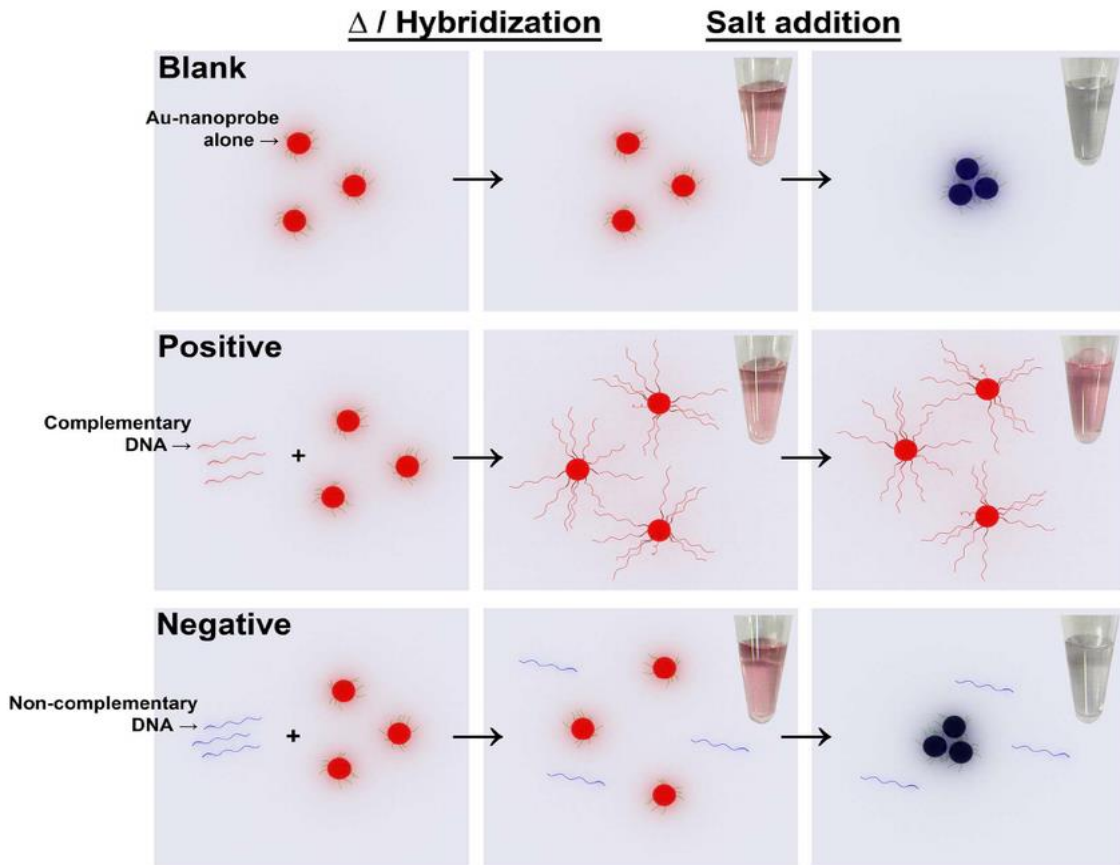 Δ / Hybridization
Salt addition
Blank
Au-nanoprobe
alone →
Positive
Complementary
DNA →
+
Negative
Non-complementary
DNA →
+